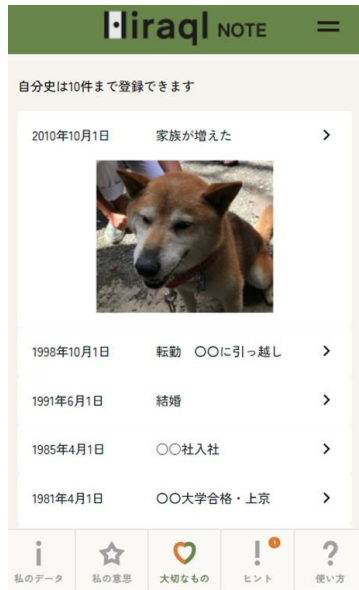 Hiraql NOTE
自分史は10件まで登録できます
2010年10月1日 家族が増えた
1998年10月1日 転勤 〇〇に引っ越し
1991年6月1日 結婚
1985年4月1日 〇〇社入社
1981年4月1日 〇〇大学合格・上京
1
私のデータ 私の意思 大切なもの ヒント 使い方